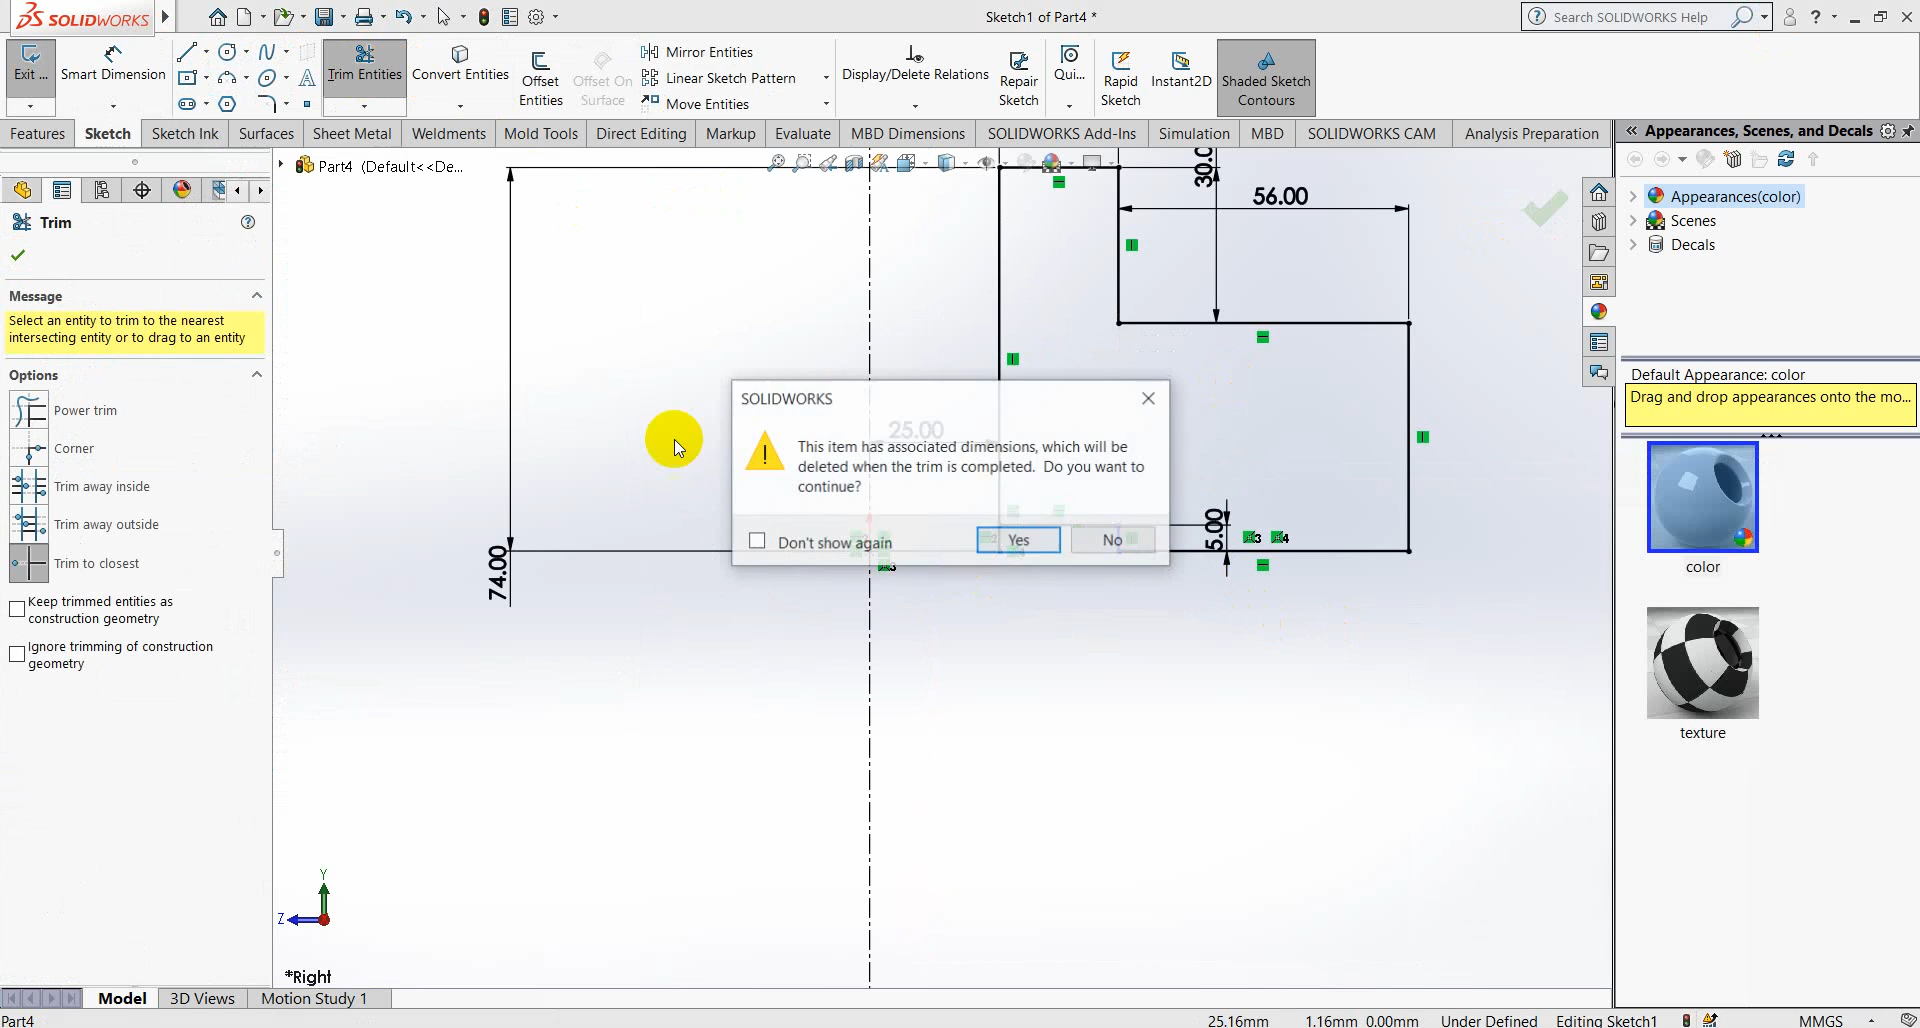 SOLIDWORKS
Sketch1 of Part4 *
Search SOLIDWORKS Help
Exit ...
Smart Dimension
Trim Entities
Convert Entities
Offset Entities
Offset On Surface
Mirror Entities
Linear Sketch Pattern
Move Entities
Display/Delete Relations
Repair Sketch
Qui...
Rapid Sketch
Instant2D
Shaded Sketch Contours
Features
Sketch
Sketch Ink
Surfaces
Sheet Metal
Weldments
Mold Tools
Direct Editing
Markup
Evaluate
MBD Dimensions
SOLIDWORKS Add-Ins
Simulation
MBD
SOLIDWORKS CAM
Analysis Preparation
Appearances, Scenes, and Decals
Part4 (Default<<De...
Trim
Message
Select an entity to trim to the nearest
intersecting entity or to drag to an entity
Options
Power trim
Corner
Trim away inside
Trim away outside
Trim to closest
Keep trimmed entities as
construction geometry
Ignore trimming of construction
geometry
30.0
56.00
25.00
74.00
5.00
3
4
3
SOLIDWORKS
This item has associated dimensions, which will be
deleted when the trim is completed. Do you want to
continue?
Don't show again
Yes
No
Appearances(color)
Scenes
Decals
Default Appearance: color
Drag and drop appearances onto the mo...
color
texture
Y
Z
*Right
Model
3D Views
Motion Study 1
Part4
25.16mm
1.16mm
0.00mm
Under Defined
Editing Sketch1
MMGS